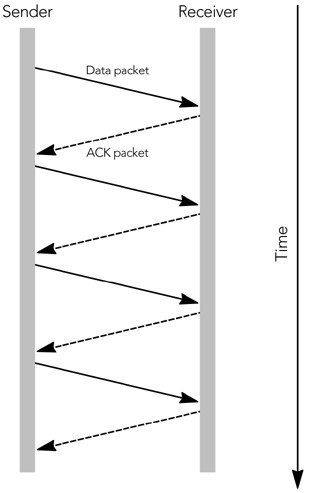 Sender
Receiver
Data packet
ACK packet
Time